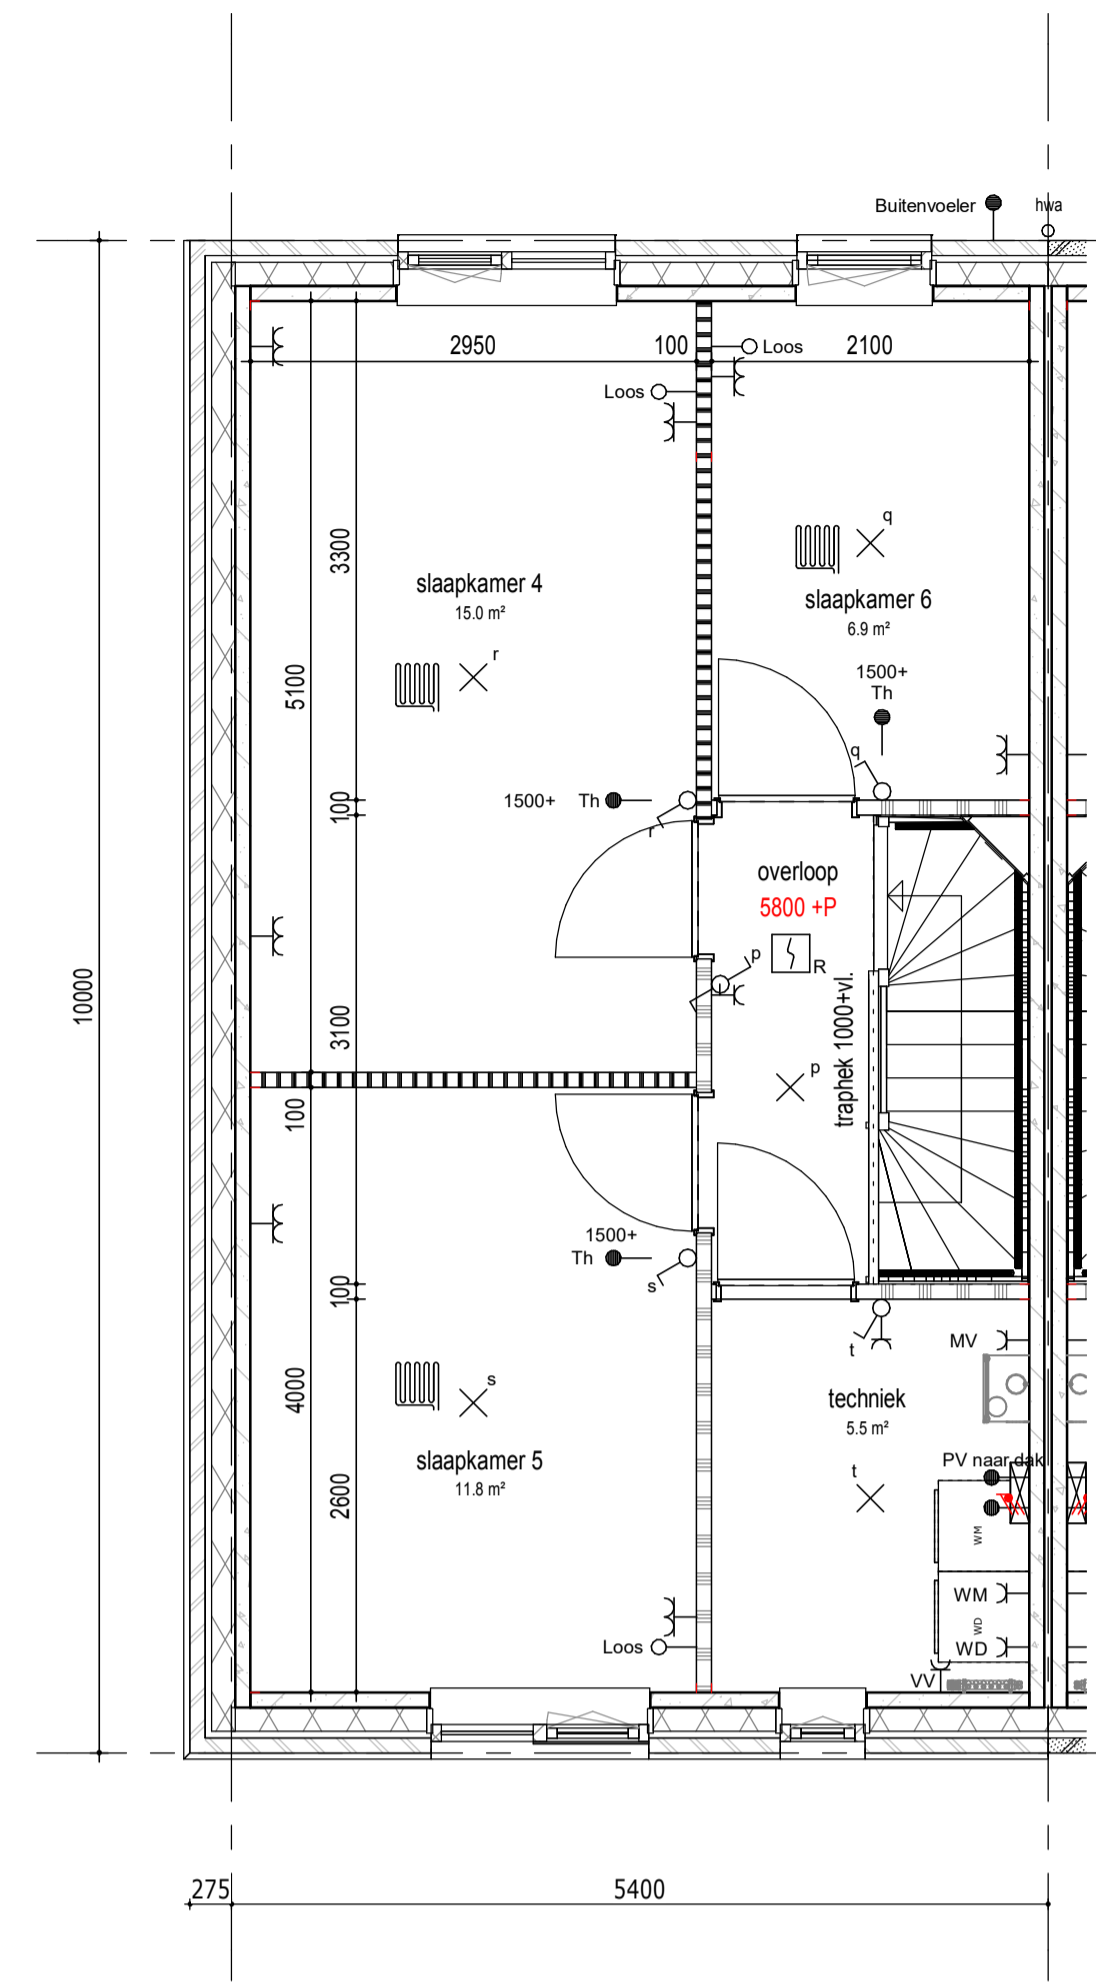 Buitenvoeler
hwa
2950
100
Loos
2100
Loos
q
3300
slaapkamer 4
15.0 m²
slaapkamer 6
6.9 m²
r
5100
1500+
Th
q
100
1500+ Th
r
overloop
5800 +P
p
R
10000
3100
traphek 1000+vl.
p
100
1500+
Th
s
100
t
MV
s
4000
techniek
5.5 m²
slaapkamer 5
11.8 m²
PV naar dak
t
2600
WM
WM
WD
Loos
WD
VV
275
5400